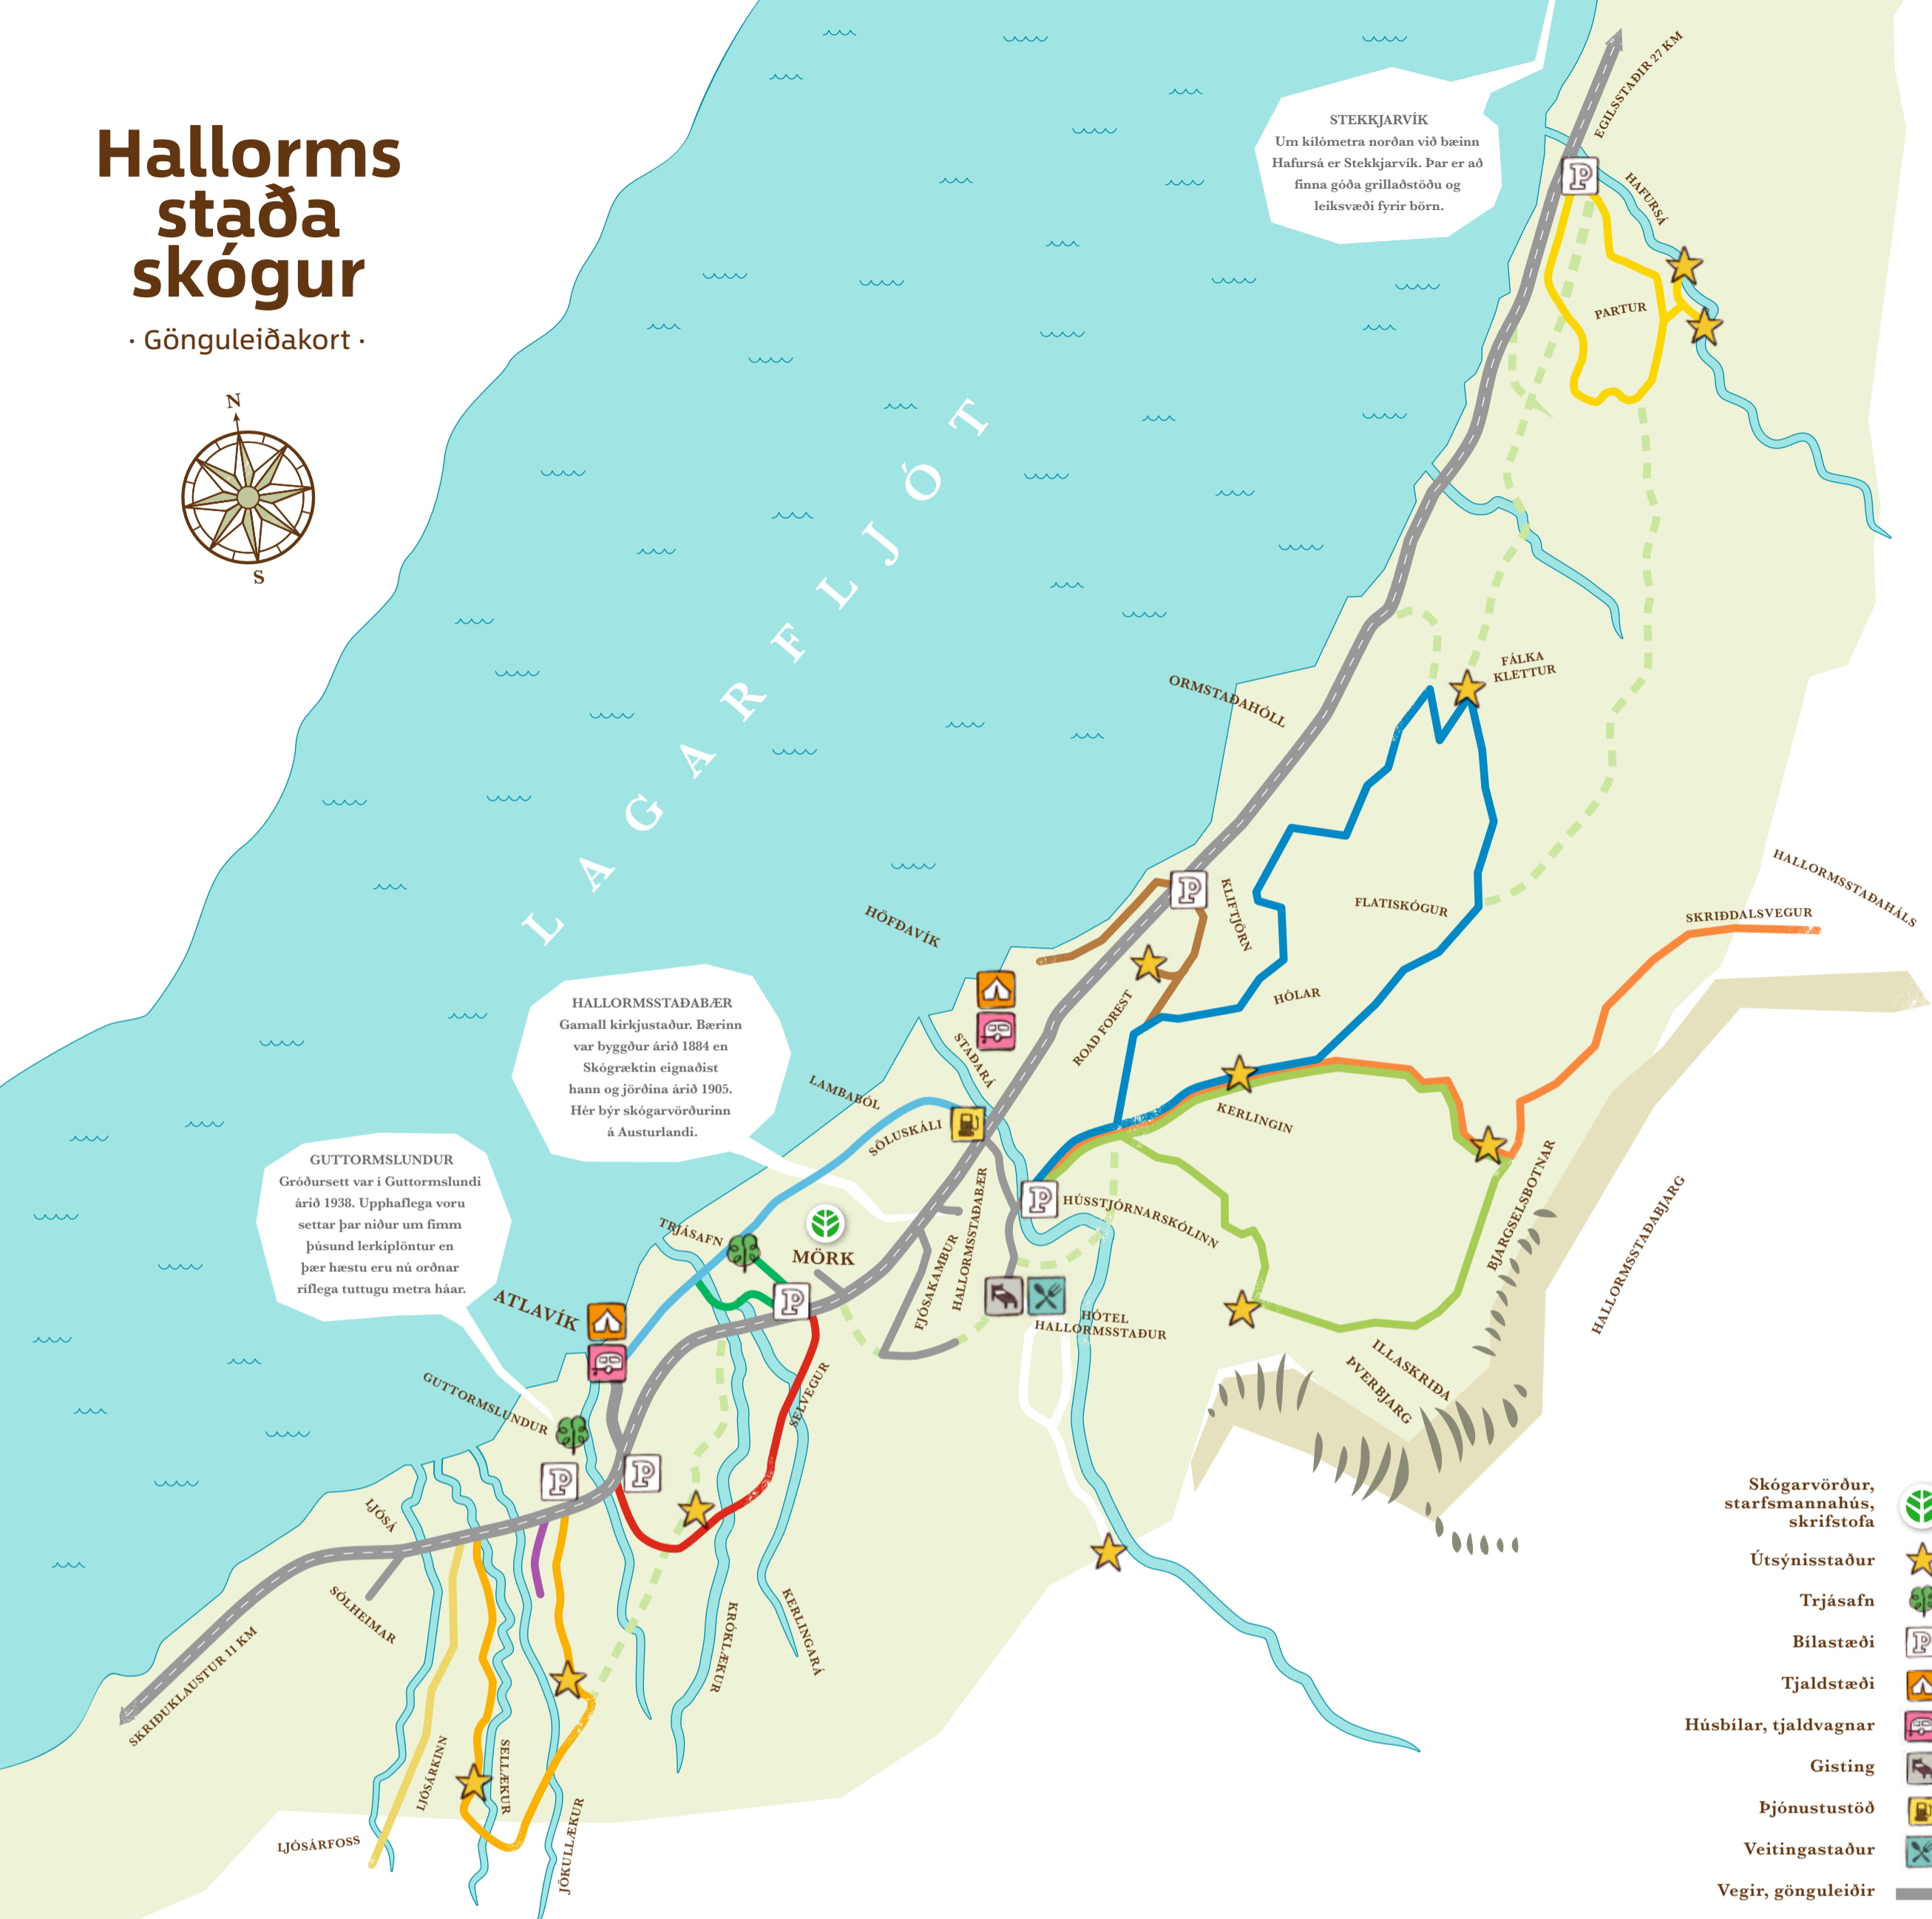 Hallorms
staða
skógur
· Gönguleiðakort ·
N
S
STEKKJARVÍK
Um kílómetra norðan við bæinn
Hafursá er Stekkjarvík. Þar er að
finna góða grillaðstöðu og
leiksvæði fyrir börn.
EGILSSTAÐIR 27 KM
P
HAFURSÁ
PARTUR
LAGARFLJÓT
FÁLKA
KLETTUR
ORMSTAÐAHÓLL
HALLORMSSTAÐAHÁLS
SKRIÐDALSVEGUR
P
KLIFTJÖRN
FLATISKÓGUR
HÖFÐAVÍK
HÓLAR
ROAD FOREST
STAÐARÁ
HALLORMSSTAÐABÆR
Gamall kirkjustaður. Bærinn
var byggður árið 1884 en
Skógræktin eignaðist
hann og jörðina árið 1905.
Hér býr skógarvörðurinn
á Austurlandi.
LAMBABÓL
SÖLUSKÁLI
KERLINGIN
BJARGSELSBOTNAR
HALLORMSSTAÐABJARG
GUTTORMSLUNDUR
Gróðursett var í Guttormslundi
árið 1938. Upphaflega voru
settar þar niður um fimm
þúsund lerkiplöntur en
þær hæstu eru nú orðnar
ríflega tuttugu metra háar.
P
HÚSSTJÓRNARSKÓLINN
TRJÁSAFN
MÖRK
HALLORMSSTAÐABÆR
FJÓSAKAMBUR
ATLAVÍK
P
HÓTEL
HALLORMSSTAÐUR
ILLASKRIÐA
ÞVERBJARG
GUTTORMSLUNDUR
SELVEGUR
P
P
LJÓSÁ
SÓLHEIMAR
SKRIÐUKLAUSTUR 11 KM
KRÓKLÆKUR
KERLINGARÁ
LJÓSÁRKINN
SELLÆKUR
JÖKULLÆKUR
LJÓSÁRFOSS
Skógarvörður,
starfsmannahús,
skrifstofa
Útsýnisstaður
Trjásafn
Bílastæði
P
Tjaldstæði
Húsbílar, tjaldvagnar
Gisting
Þjónustustöð
Veitingastaður
Vegir, gönguleiðir